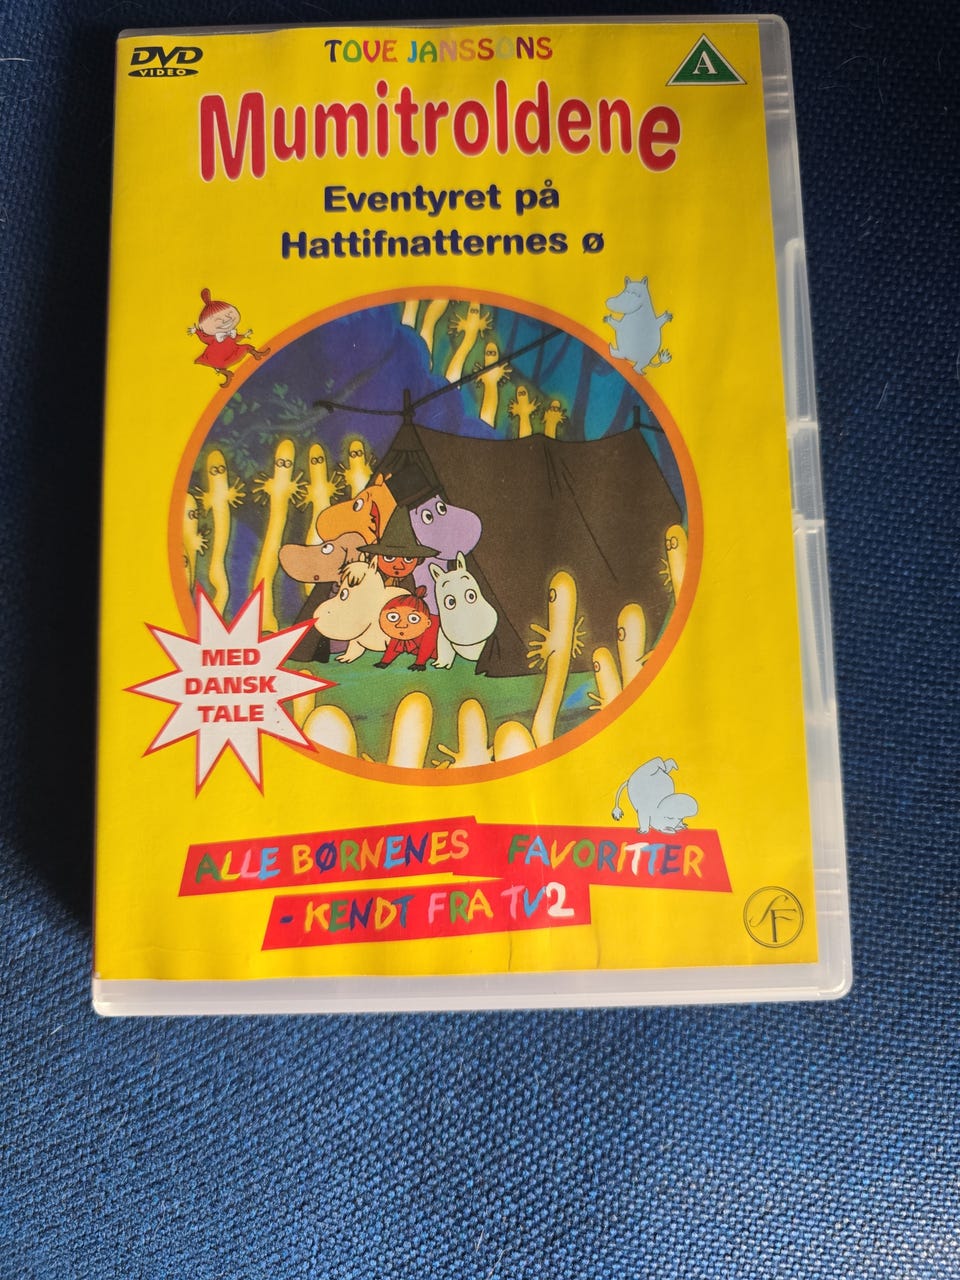 DVD
VIDEO
TOVE JANSSONS
A
Mumitroldene
Eventyret på
Hattifnatternes ø
MED
DANSK
TALE
ALLE BØRNENES FAVORITTER
- KENDT FRA TV2
SF